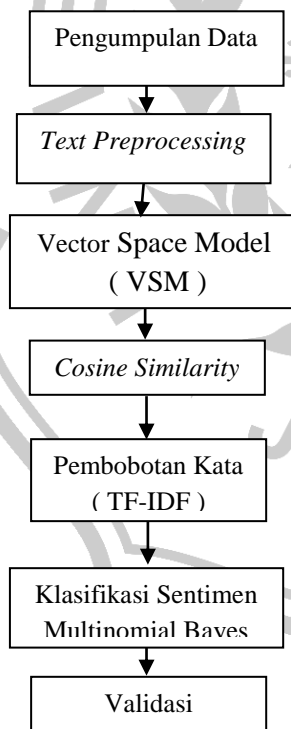 Pengumpulan Data
Text Preprocessing
Vector Space Model
( VSM )
Cosine Similarity
Pembobotan Kata
( TF-IDF )
Klasifikasi Sentimen
Multinomial Bayes
Validasi